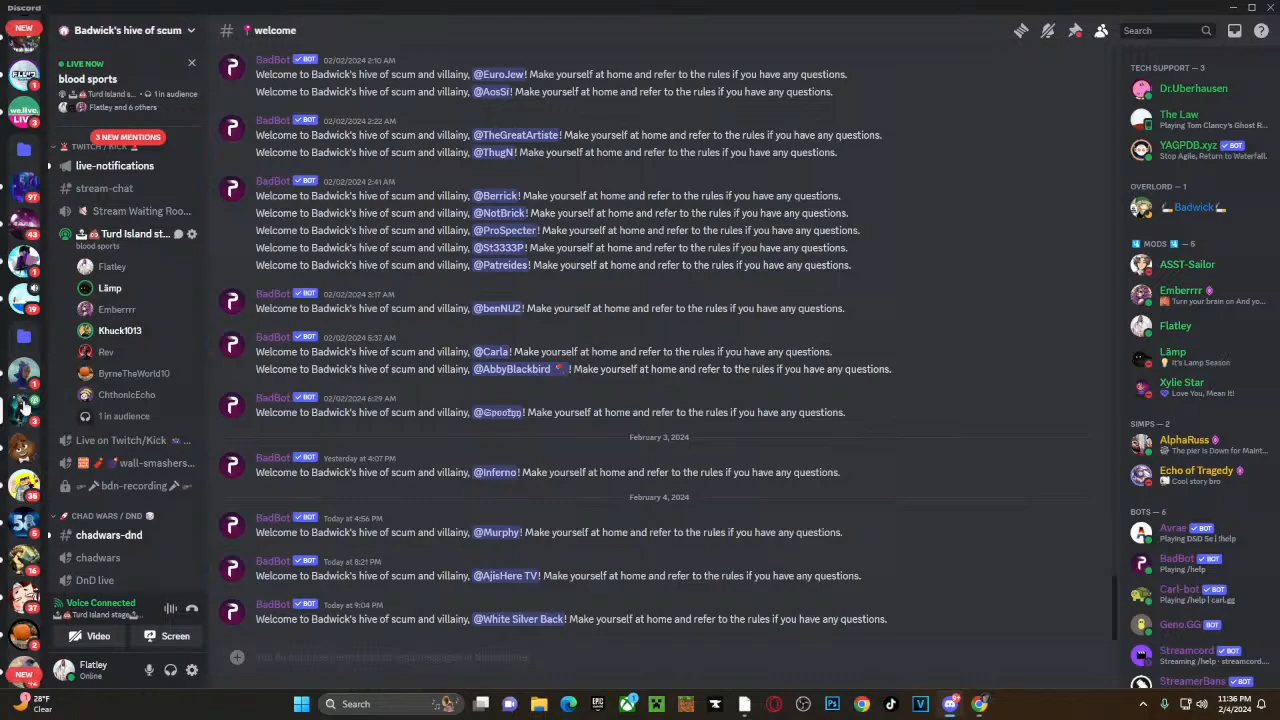 Discord
NEW
Badwick's hive of scum
LIVE NOW
blood sports
Turd Island s... 1 in audience
Flatley and 6 others
3 NEW MENTIONS
TWITCH / KICK
live-notifications
stream-chat
Stream Waiting Roo...
Turd Island st...
blood sports
Flatley
Lämp
Emberrrr
Khuck1013
Rev
ByrneTheWorld10
ChthonicEcho
1 in audience
Live on Twitch/Kick ...
wall-smashers...
bdn-recording
CHAD WARS / DND
chadwars-dnd
chadwars
DnD live
Voice Connected
Turd Island stage
Video
Screen
Flatley
Online
1
3
97
43
1
19
1
3
35
5
16
37
2
NEW
# welcome
Search
BadBot BOT 02/02/2024 2:10 AM
Welcome to Badwick's hive of scum and villainy, @EuroJew! Make yourself at home and refer to the rules if you have any questions.
Welcome to Badwick's hive of scum and villainy, @AosSí! Make yourself at home and refer to the rules if you have any questions.
BadBot BOT 02/02/2024 2:22 AM
Welcome to Badwick's hive of scum and villainy, @TheGreatArtiste! Make yourself at home and refer to the rules if you have any questions.
Welcome to Badwick's hive of scum and villainy, @ThugN! Make yourself at home and refer to the rules if you have any questions.
BadBot BOT 02/02/2024 2:41 AM
Welcome to Badwick's hive of scum and villainy, @Berrick! Make yourself at home and refer to the rules if you have any questions.
Welcome to Badwick's hive of scum and villainy, @NotBrick! Make yourself at home and refer to the rules if you have any questions.
Welcome to Badwick's hive of scum and villainy, @ProSpecter! Make yourself at home and refer to the rules if you have any questions.
Welcome to Badwick's hive of scum and villainy, @St3333P! Make yourself at home and refer to the rules if you have any questions.
Welcome to Badwick's hive of scum and villainy, @Patreides! Make yourself at home and refer to the rules if you have any questions.
BadBot BOT 02/02/2024 3:17 AM
Welcome to Badwick's hive of scum and villainy, @benNU2! Make yourself at home and refer to the rules if you have any questions.
BadBot BOT 02/02/2024 5:37 AM
Welcome to Badwick's hive of scum and villainy, @Carla! Make yourself at home and refer to the rules if you have any questions.
Welcome to Badwick's hive of scum and villainy, @AbbyBlackbird ! Make yourself at home and refer to the rules if you have any questions.
BadBot BOT 02/02/2024 6:29 AM
Welcome to Badwick's hive of scum and villainy, ! Make yourself at home and refer to the rules if you have any questions.
February 3, 2024
BadBot BOT Yesterday at 4:07 PM
Welcome to Badwick's hive of scum and villainy, @Inferno! Make yourself at home and refer to the rules if you have any questions.
February 4, 2024
BadBot BOT Today at 4:56 PM
Welcome to Badwick's hive of scum and villainy, @Murphy! Make yourself at home and refer to the rules if you have any questions.
BadBot BOT Today at 8:21 PM
Welcome to Badwick's hive of scum and villainy, @AjisHere TV! Make yourself at home and refer to the rules if you have any questions.
BadBot BOT Today at 9:04 PM
Welcome to Badwick's hive of scum and villainy, @White Silver Back! Make yourself at home and refer to the rules if you have any questions.
TECH SUPPORT — 3
Dr.Uberhausen
The Law
Playing Tom Clancy's Ghost R...
YAGPDB.xyz BOT
Stop Agile, Return to Waterfall.
OVERLORD — 1
Badwick
MODS — 5
ASST-Sailor
Emberrrr
Turn your brain on And yo...
Flatley
Lämp
It's Lamp Season
Xylie Star
Love You, Mean It!
SIMPS — 2
AlphaRuss
The pier Is Down for Maint...
Echo of Tragedy
Cool story bro
BOTS — 6
Avrae BOT
Playing D&D 5e | !help
BadBot BOT
Playing /help
Carl-bot BOT
Playing /help | carl.gg
Geno.GG BOT
Streamcord BOT
Streaming /help · streamcord....
StreamerBans BOT
28°F
Clear
Search
11:36 PM
2/4/2024